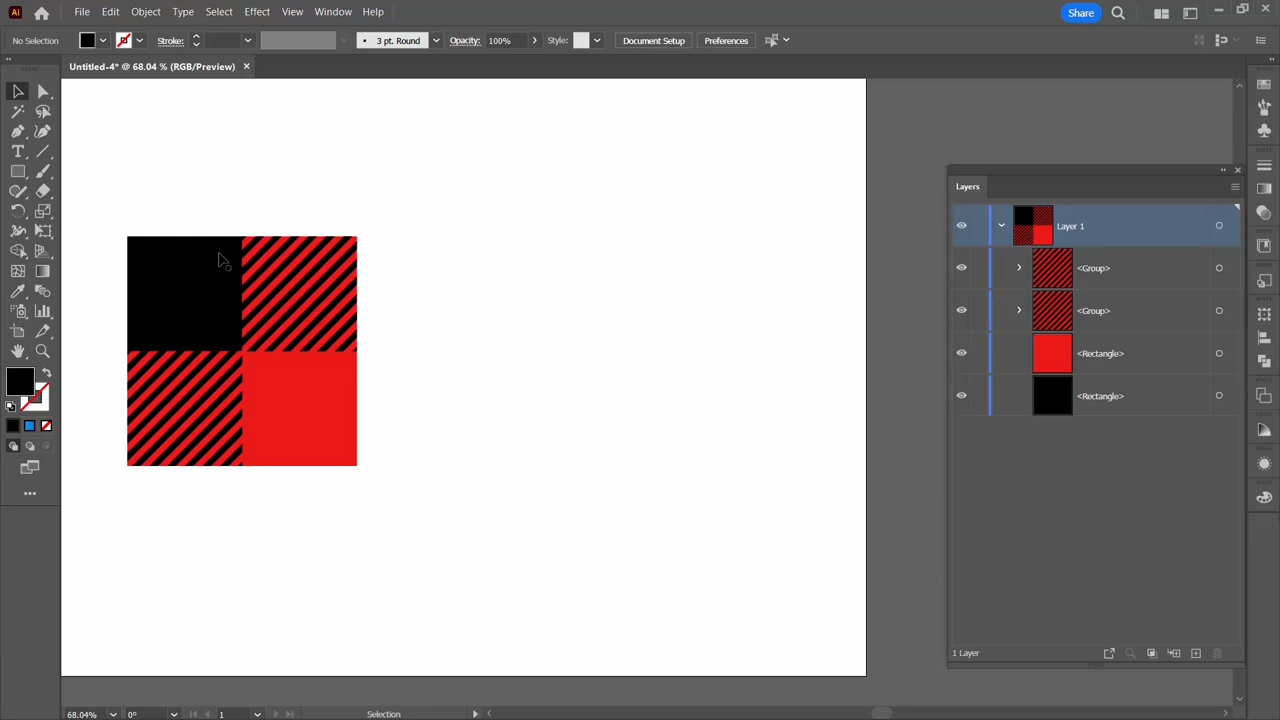 Ai File Edit Object Type Select Effect View Window Help Share
No Selection Stroke: 3 pt. Round Opacity: 100% Style: Document Setup Preferences
Untitled-4* @ 68.04 % (RGB/Preview)
Layers
Layer 1
<Group>
<Group>
<Rectangle>
<Rectangle>
1 Layer
68.04% 0° 1 Selection